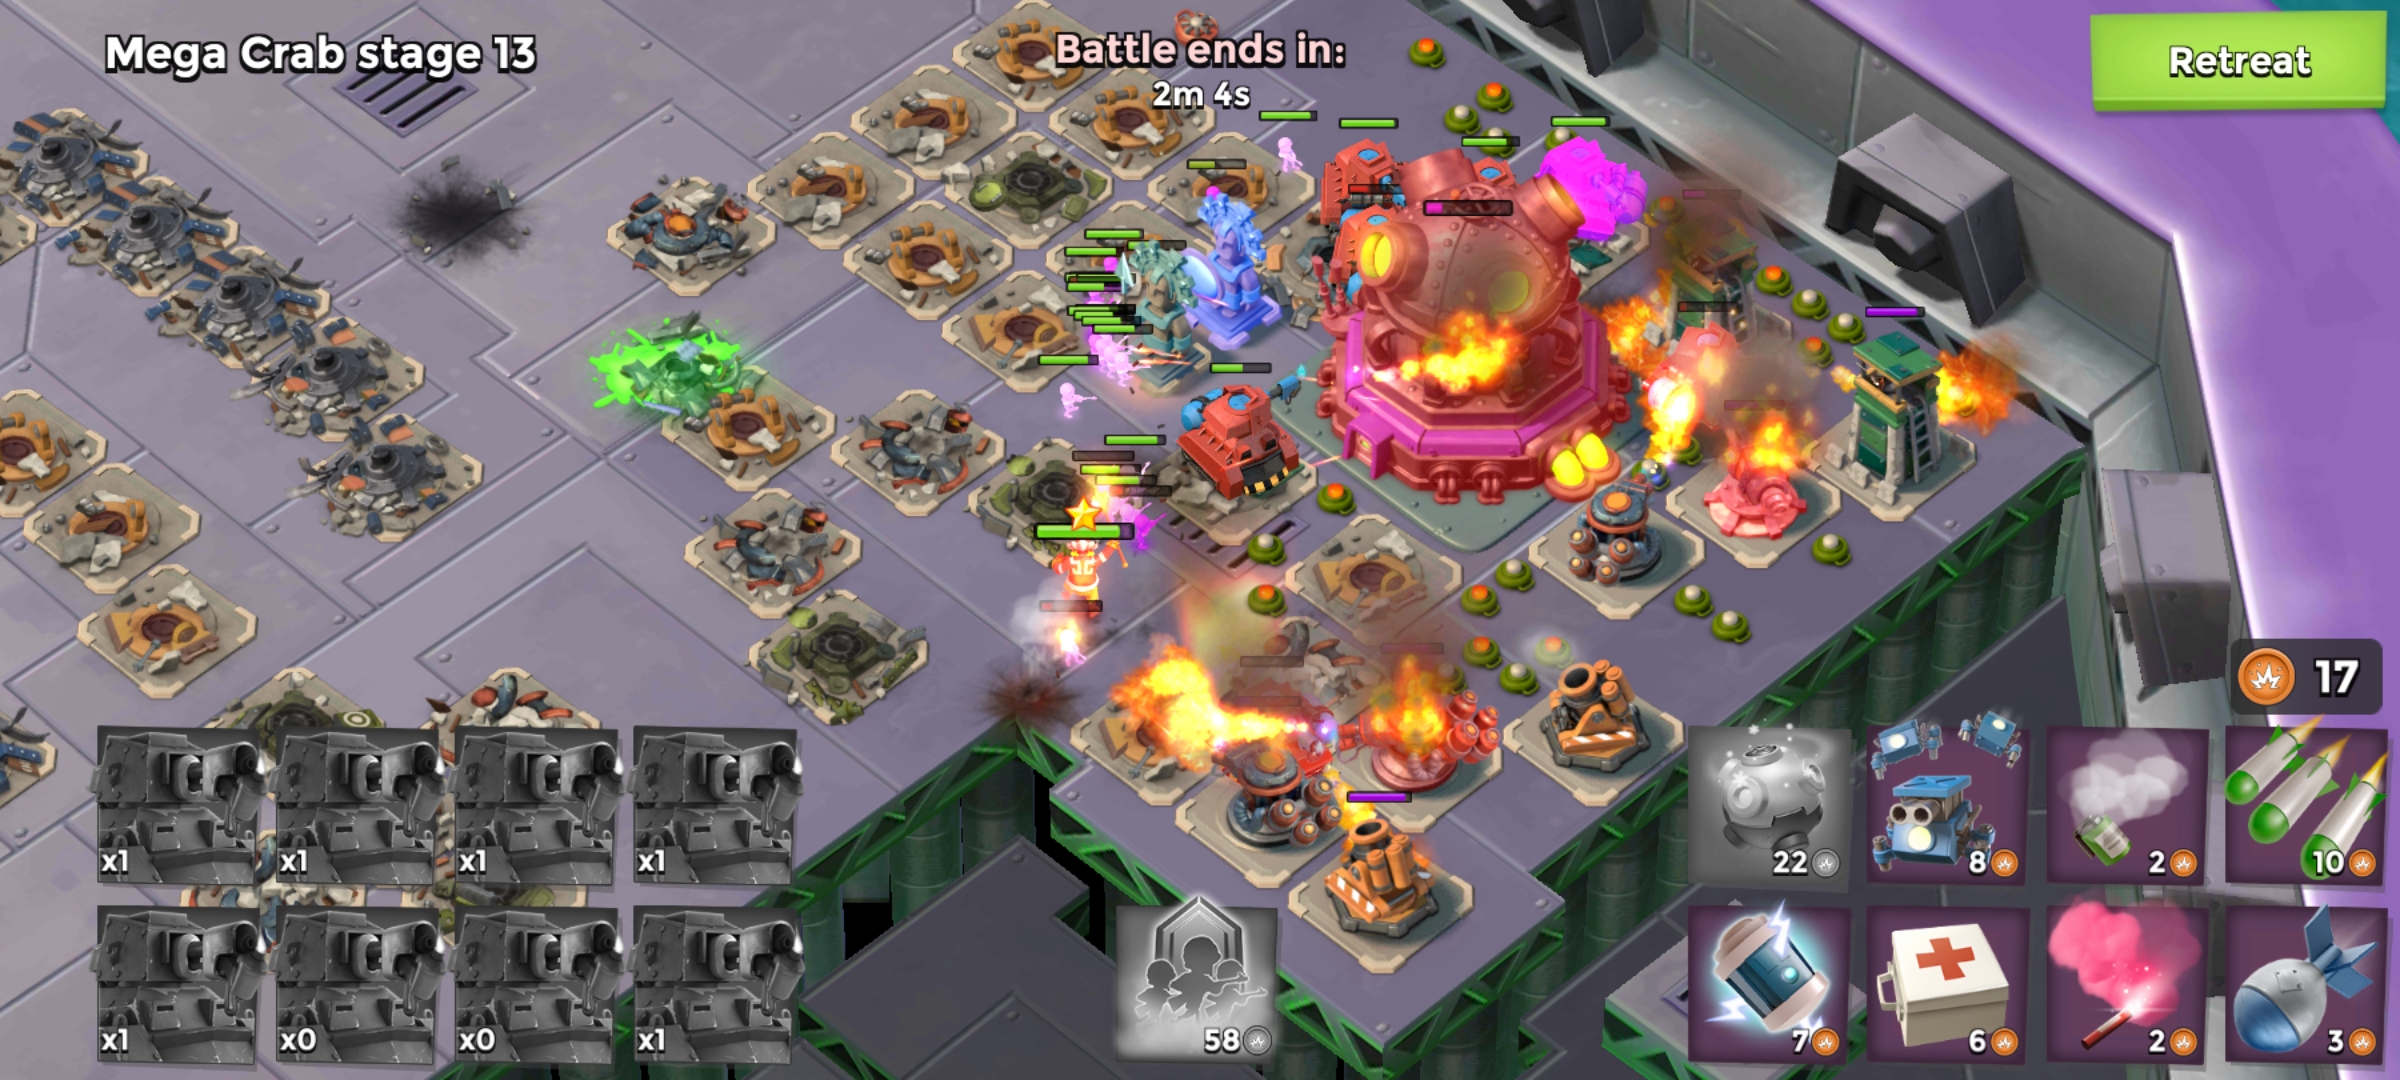 Mega Crab stage 13
Battle ends in:
2m 4s
Retreat
17
x1
x1
x1
x1
22
8
2
10
x1
x0
x0
x1
58
7
6
2
3